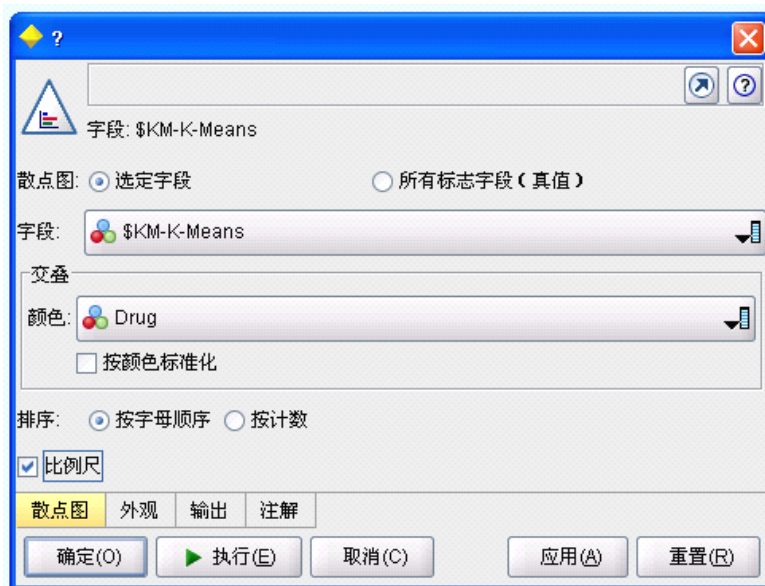 ?
字段: $KM-K-Means
散点图: 选定字段 所有标志字段（真值）
字段: $KM-K-Means
交叠
颜色: Drug
按颜色标准化
排序: 按字母顺序 按计数
比例尺
散点图 外观 输出 注解
确定(O) 执行(E) 取消(C) 应用(A) 重置(R)